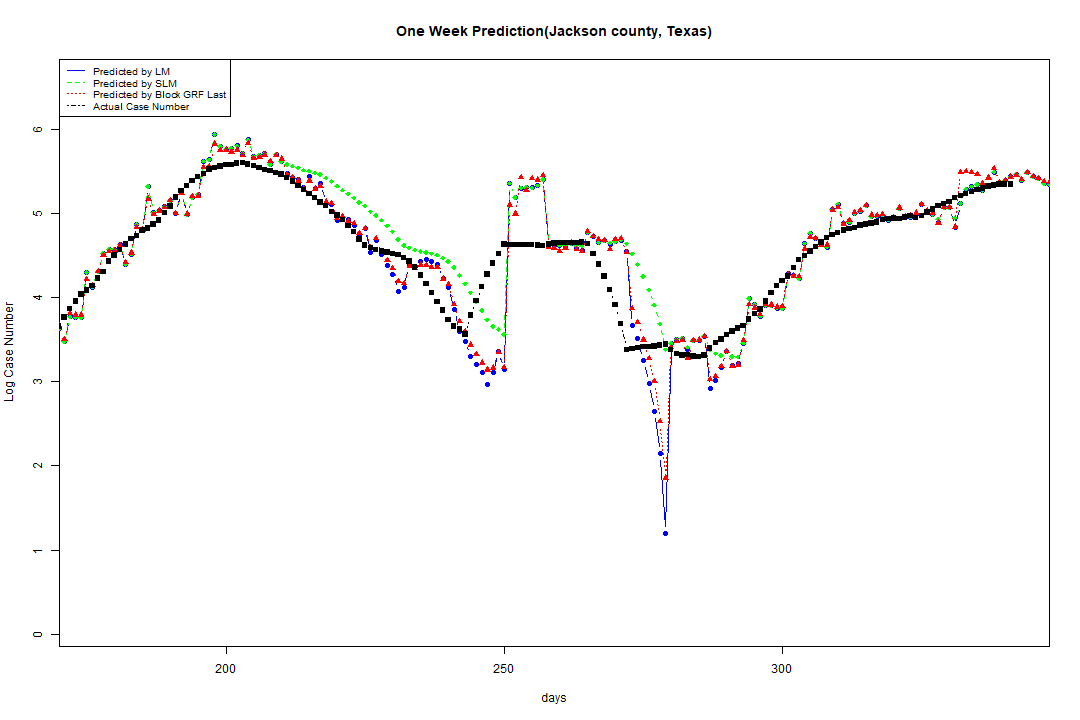 One Week Prediction(Jackson county, Texas)
Predicted by LM
Predicted by SLM
Predicted by Block GRF Last
Actual Case Number
6
5
4
3
2
1
0
Log Case Number
200
250
300
days